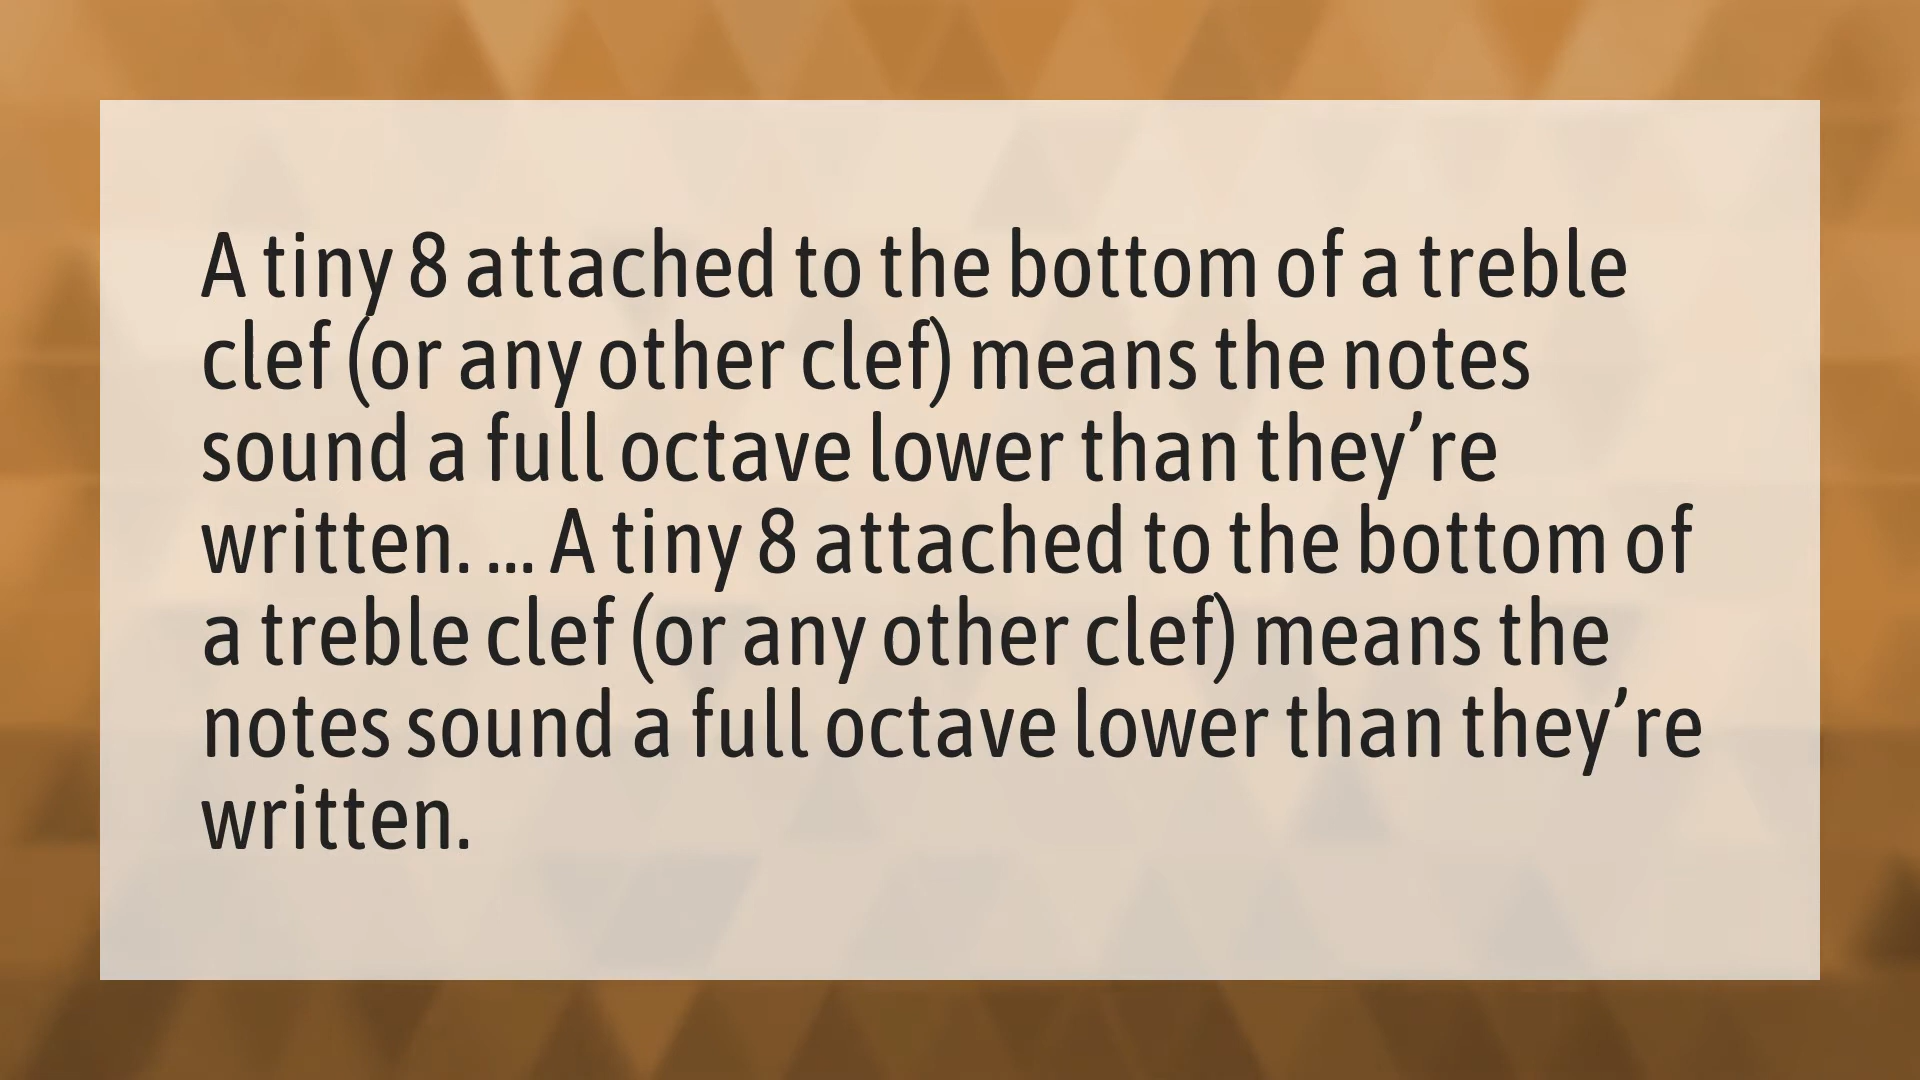 A tiny 8 attached to the bottom of a treble
clef (or any other clef) means the notes
sound a full octave lower than they’re
written. ... A tiny 8 attached to the bottom of
a treble clef (or any other clef) means the
notes sound a full octave lower than they’re
written.